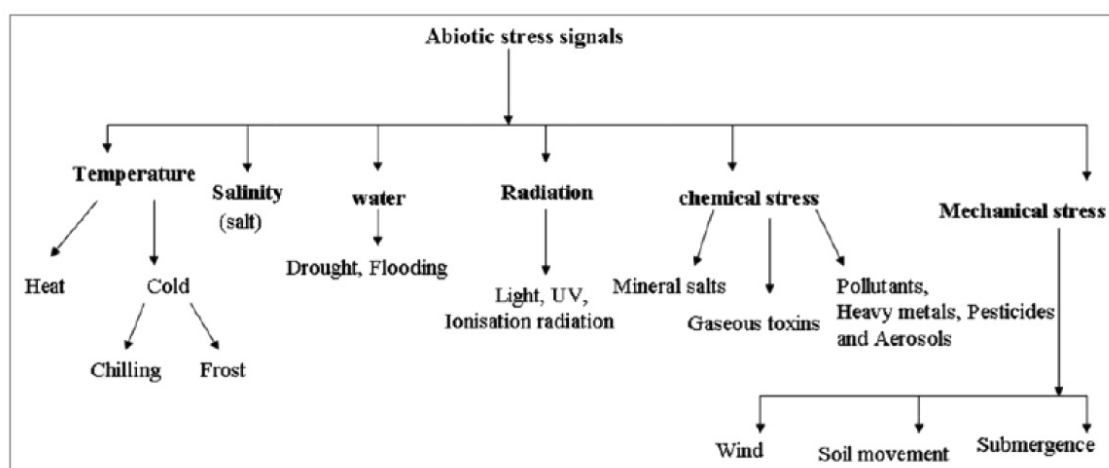 Abiotic stress signals
Temperature
Salinity
(salt)
water
Radiation
chemical stress
Mechanical stress
Heat
Cold
Drought, Flooding
Light, UV,
Ionisation radiation
Mineral salts
Gaseous toxins
Pollutants,
Heavy metals, Pesticides
and Aerosols
Chilling
Frost
Wind
Soil movement
Submergence